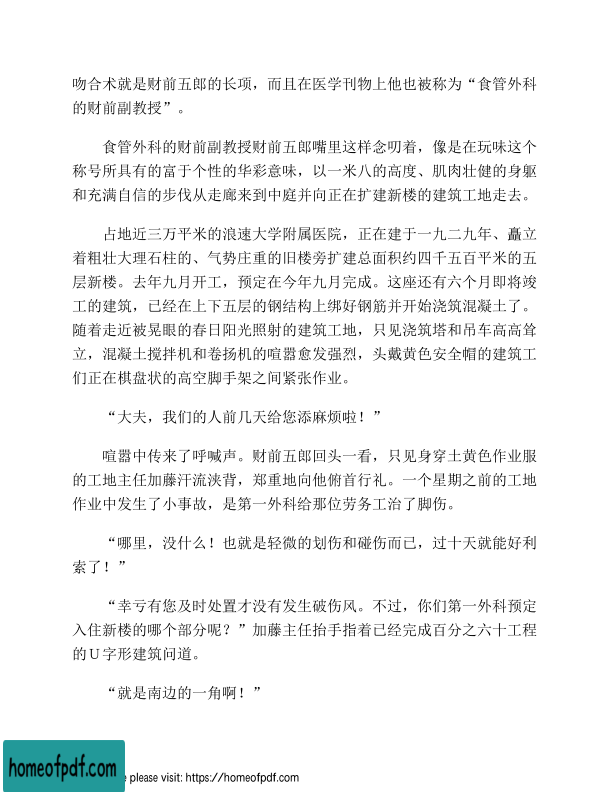 吻合术就是财前五郎的长项，而且在医学刊物上他也被称为“食管外科
的财前副教授”。
食管外科的财前副教授财前五郎嘴里这样念叨着，像是在玩味这个
称号所具有的富于个性的华彩意味，以一米八的高度、肌肉壮健的身躯
和充满自信的步伐从走廊来到中庭并向正在扩建新楼的建筑工地走去。
占地近三万平米的浪速大学附属医院，正在建于一九二九年、矗立
着粗壮大理石柱的、气势庄重的旧楼旁扩建总面积约四千五百平米的五
层新楼。去年九月开工，预定在今年九月完成。这座还有六个月即将竣
工的建筑，已经在上下五层的钢结构上绑好钢筋并开始浇筑混凝土了。
随着走近被晃眼的春日阳光照射的建筑工地，只见浇筑塔和吊车高高耸
立，混凝土搅拌机和卷扬机的喧嚣愈发强烈，头戴黄色安全帽的建筑工
们正在棋盘状的高空脚手架之间紧张作业。
“大夫，我们的人前几天给您添麻烦啦！”
喧嚣中传来了呼喊声。财前五郎回头一看，只见身穿土黄色作业服
的工地主任加藤汗流浃背，郑重地向他俯首行礼。一个星期之前的工地
作业中发生了小事故，是第一外科给那位劳务工治了脚伤。
“哪里，没什么！也就是轻微的划伤和碰伤而已，过十天就能好利
索了！”
“幸亏有您及时处置才没有发生破伤风。不过，你们第一外科预定
入住新楼的哪个部分呢？”加藤主任抬手指着已经完成百分之六十工程
的Ｕ字形建筑问道。
“就是南边的一角啊！”
homeofpdf.com
e please visit: https://homeofpdf.com